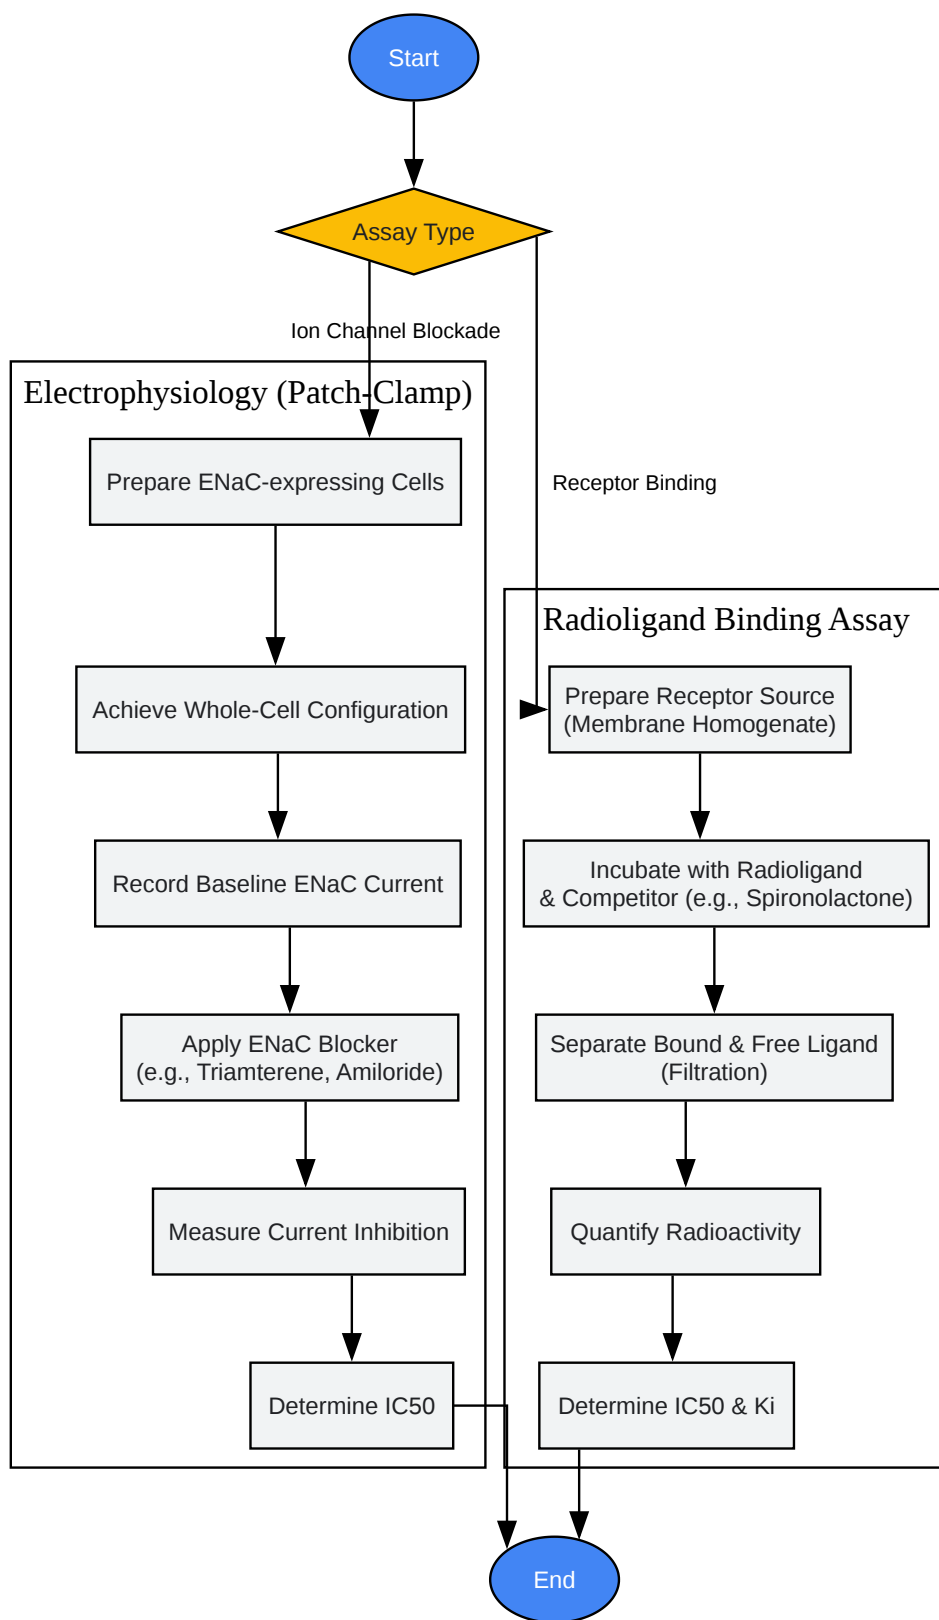 Start
Assay Type
Ion Channel Blockade
Electrophysiology (Patch-Clamp)
Prepare ENaC-expressing Cells
Achieve Whole-Cell Configuration
Record Baseline ENaC Current
Apply ENaC Blocker
(e.g., Triamterene, Amiloride)
Measure Current Inhibition
Determine IC50
Receptor Binding
Radioligand Binding Assay
Prepare Receptor Source
(Membrane Homogenate)
Incubate with Radioligand
& Competitor (e.g., Spironolactone)
Separate Bound & Free Ligand
(Filtration)
Quantify Radioactivity
Determine IC50 & Ki
End